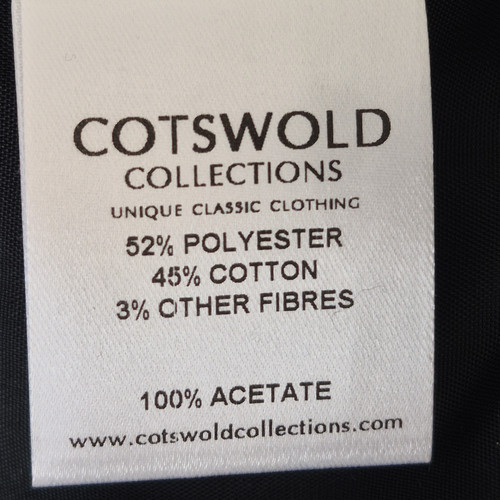 COTSWOLD
COLLECTIONS
UNIQUE CLASSIC CLOTHING
52% POLYESTER
45% COTTON
3% OTHER FIBRES
100% ACETATE
www.cotswoldcollections.com